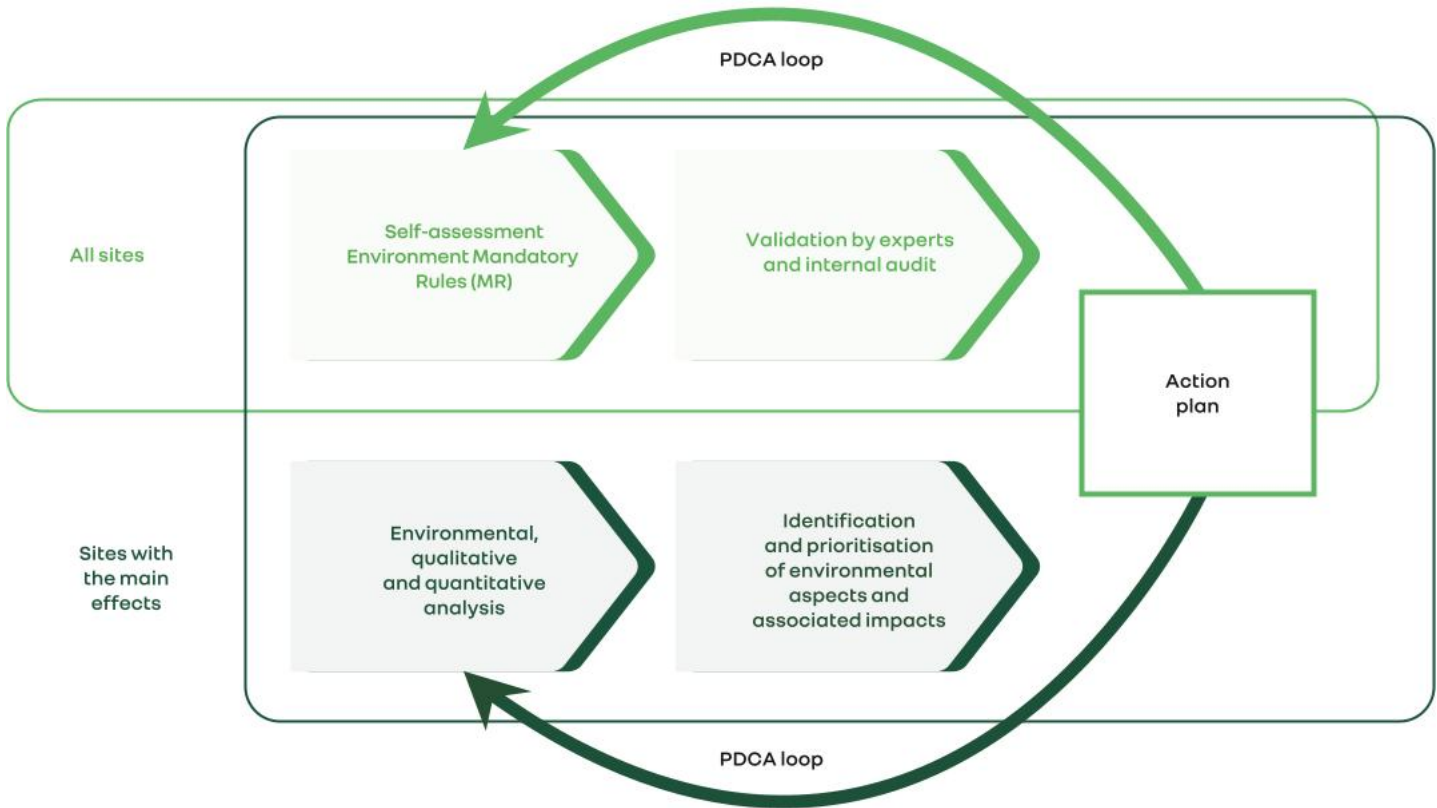 PDCA loop
All sites
Self-assessment
Environment Mandatory
Rules (MR)
Validation by experts
and internal audit
Action
plan
Sites with
the main
effects
Environmental,
qualitative
and quantitative
analysis
Identification
and prioritisation
of environmental
aspects and
associated impacts
PDCA loop